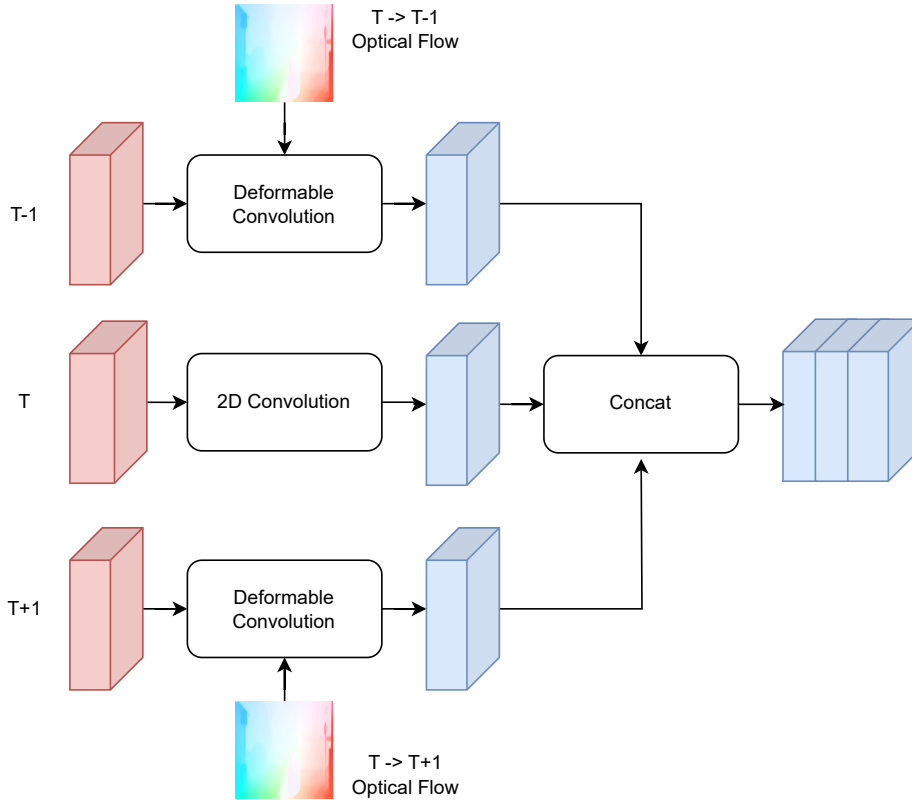 T -> T-1
Optical Flow
T-1
Deformable
Convolution
T
2D Convolution
Concat
T+1
Deformable
Convolution
T -> T+1
Optical Flow